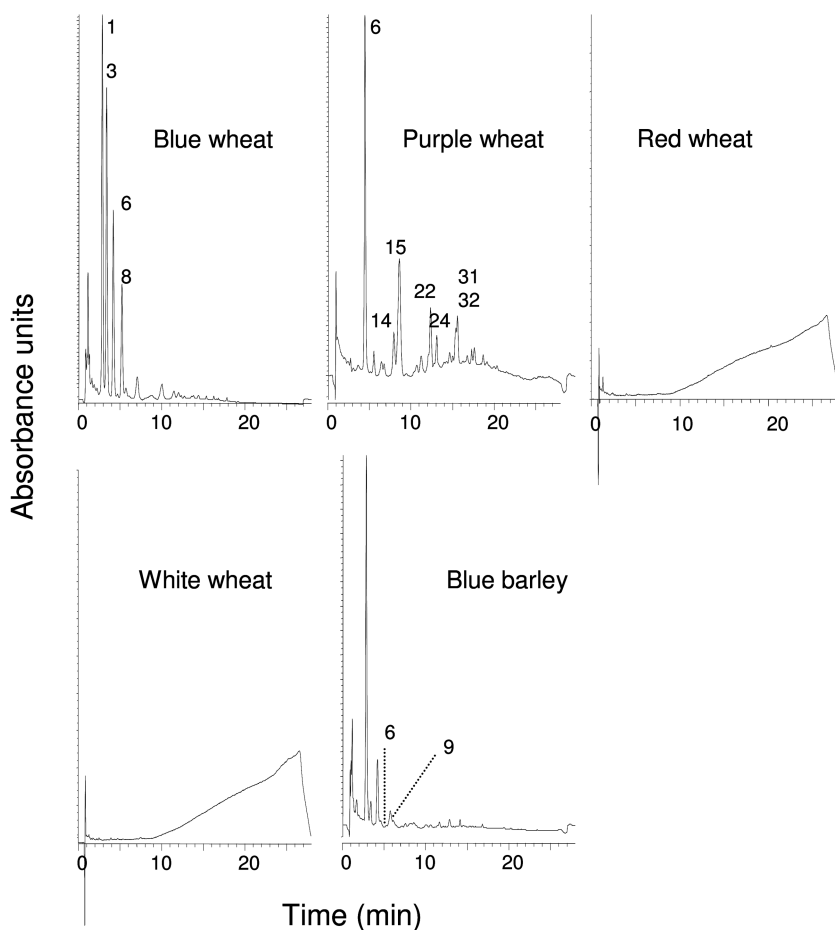 Absorbance units
1
3
Blue wheat
6
8
0 10 20
6
Purple wheat
15
31
22 32
14 24
0 10 20
Red wheat
0 10 20
White wheat
0 10 20
Blue barley
6
9
0 10 20
Time (min)